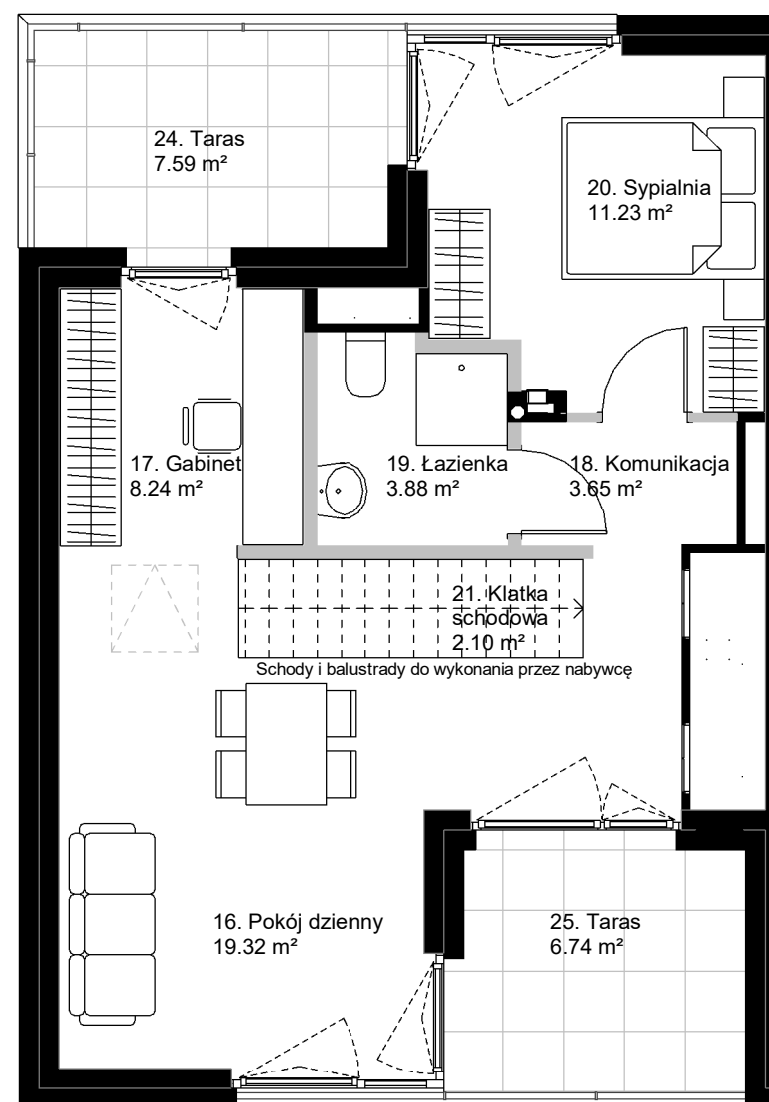 24. Taras
7.59 m²
20. Sypialnia
11.23 m²
17. Gabinet
8.24 m²
19. Łazienka
3.88 m²
18. Komunikacja
3.65 m²
21. Klatka
schodowa
2.10 m²
Schody i balustrady do wykonania przez nabywcę
16. Pokój dzienny
19.32 m²
25. Taras
6.74 m²